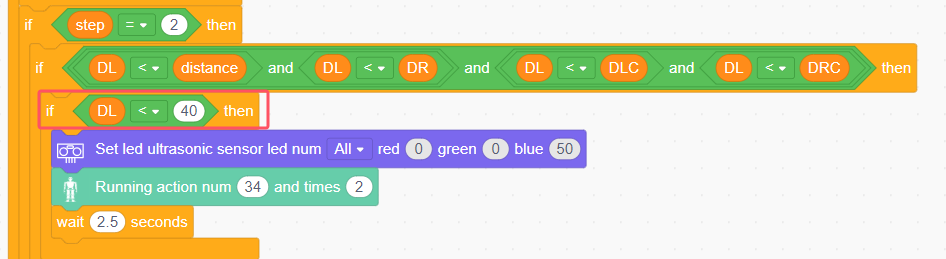 if step = 2 then
if DL < distance and DL < DR and DL < DLC and DL < DRC then
if DL < 40 then
Set led ultrasonic sensor led num All red 0 green 0 blue 50
Running action num 34 and times 2
wait 2.5 seconds